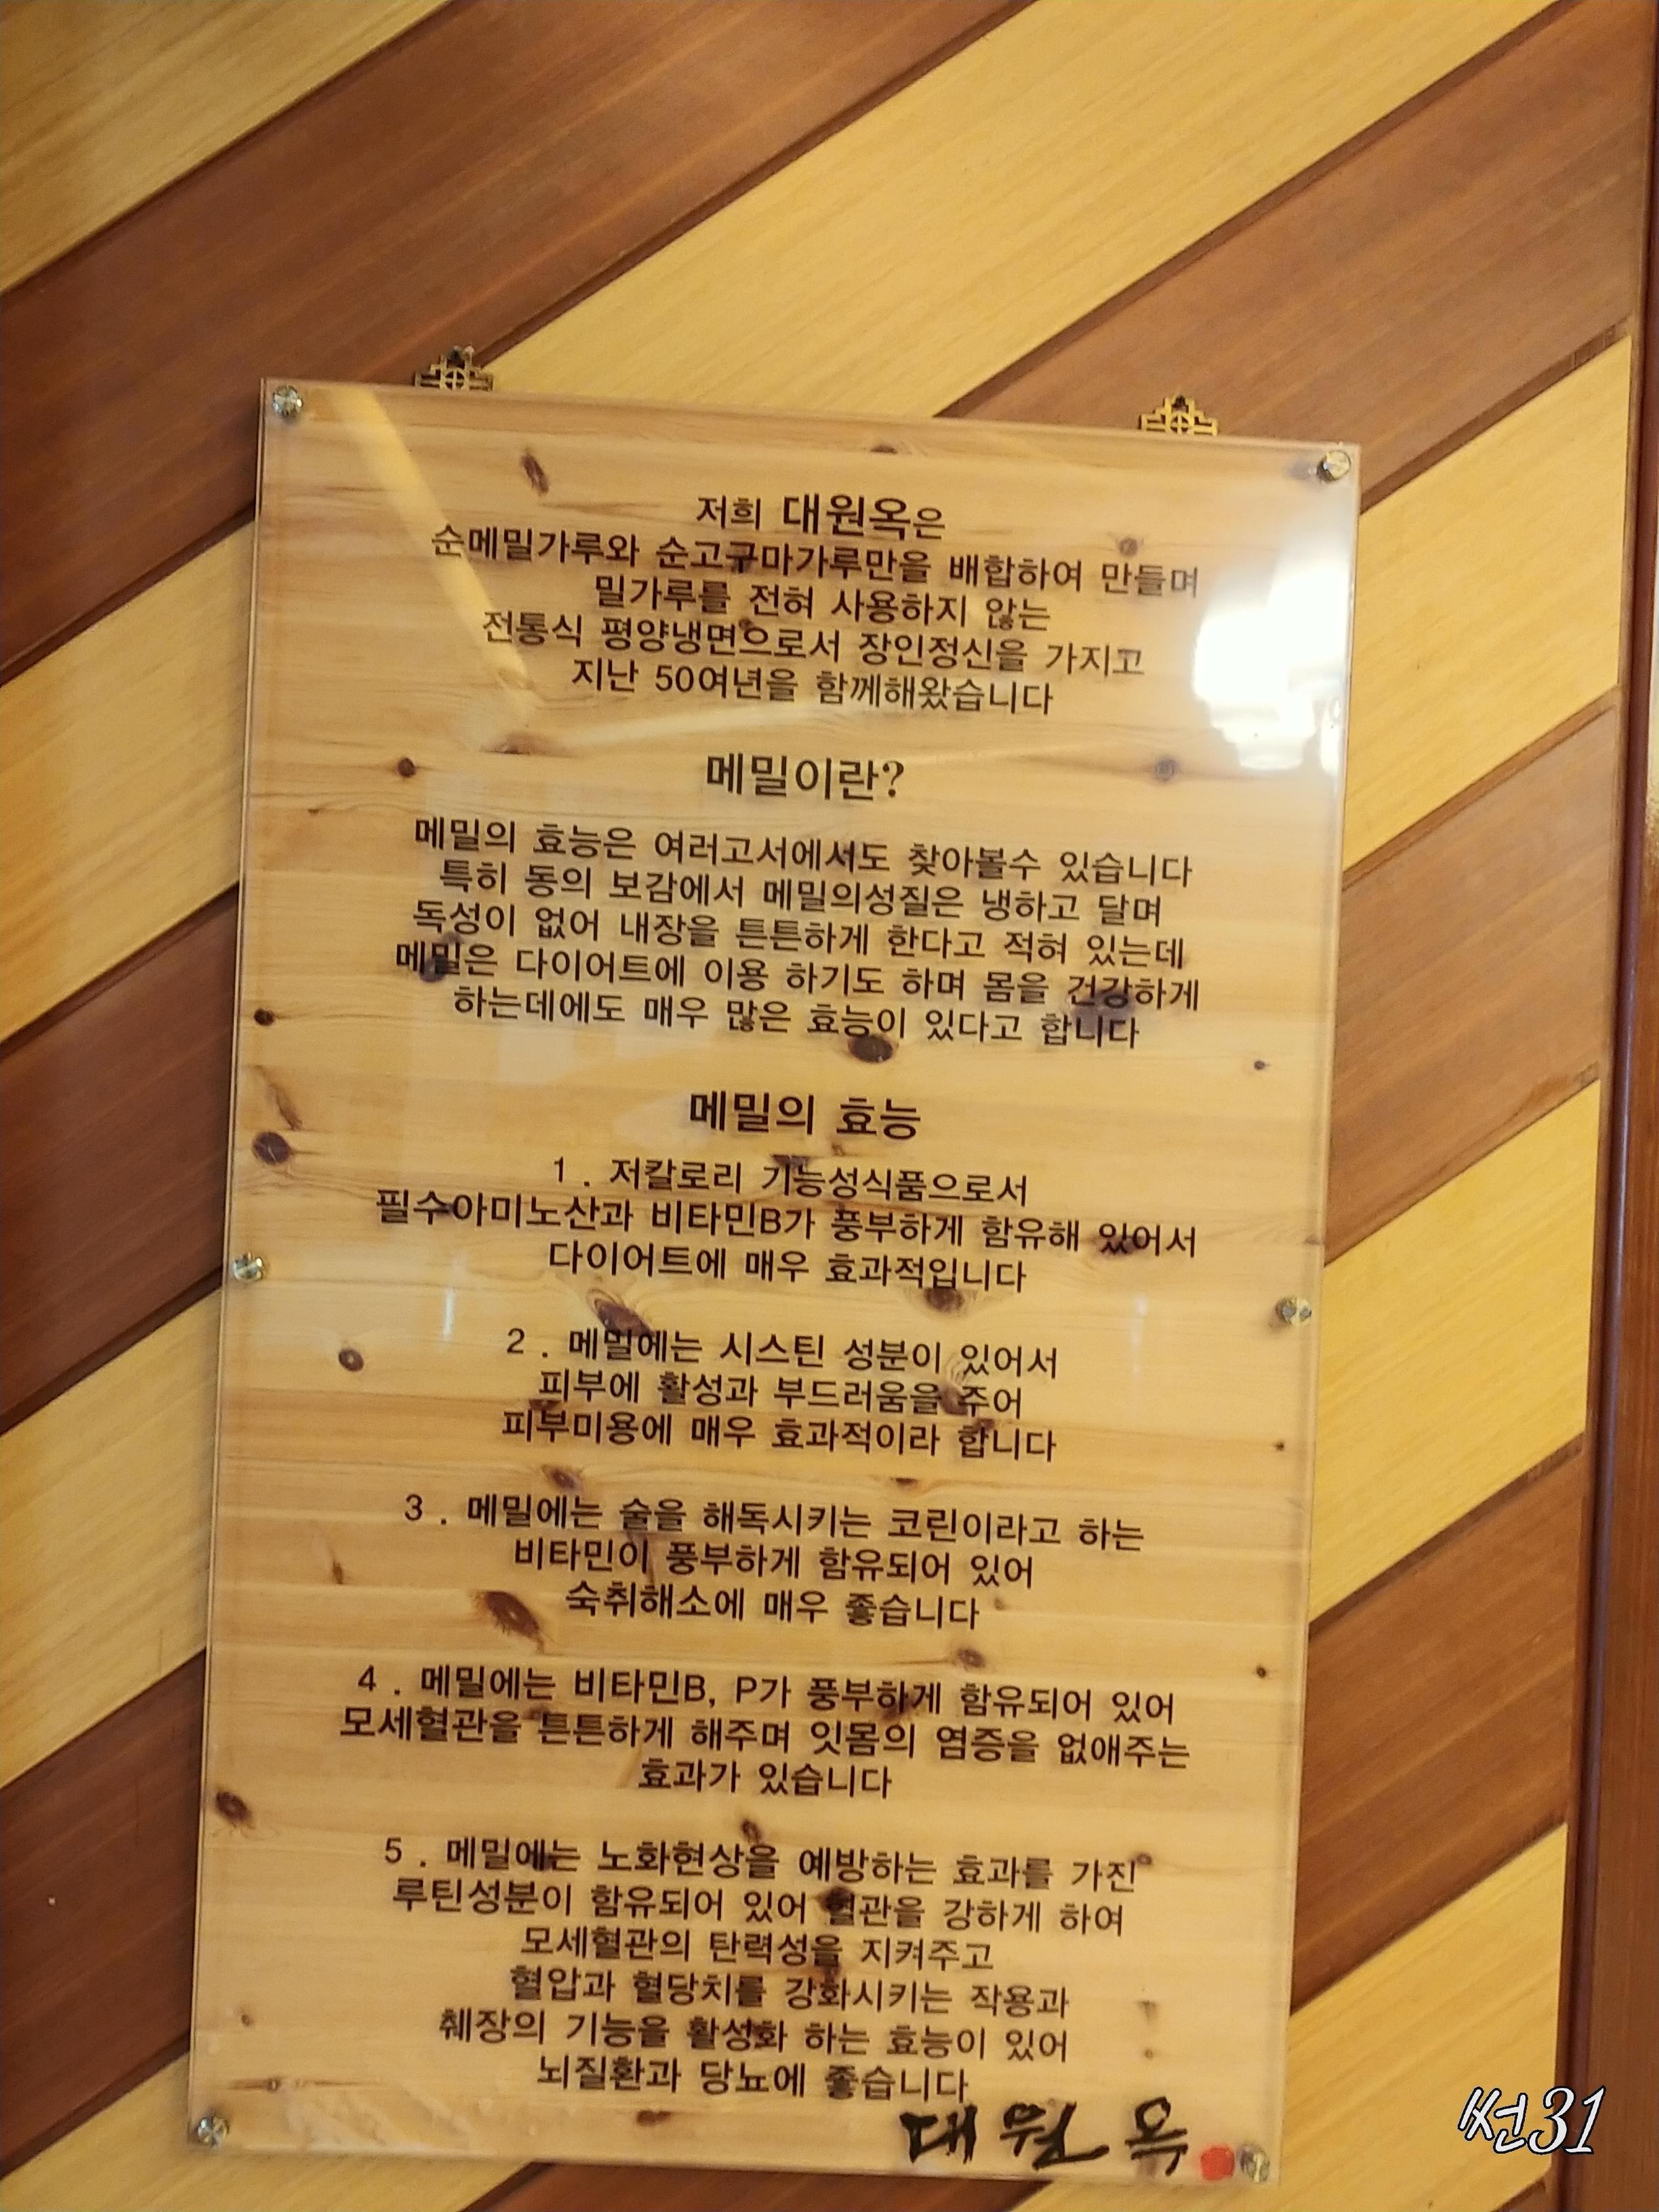 저희 대원옥은
순메밀가루와 순고구마가루만을 배합하여 만들며
밀가루를 전혀 사용하지 않는
전통식 평양냉면으로서 장인정신을 가지고
지난 50여년을 함께해왔습니다
메밀이란?
메밀의 효능은 여러고서에서도 찾아볼수 있습니다
특히 동의 보감에서 메밀의성질은 냉하고 달며
독성이 없어 내장을 튼튼하게 한다고 적혀 있는데
메밀은 다이어트에 이용 하기도 하며 몸을 건강하게
하는데에도 매우 많은 효능이 있다고 합니다
메밀의 효능
1 . 저칼로리 기능성식품으로서
필수아미노산과 비타민B가 풍부하게 함유해 있어서
다이어트에 매우 효과적입니다
2 . 메밀에는 시스틴 성분이 있어서
피부에 활성과 부드러움을 주어
피부미용에 매우 효과적이라 합니다
3 . 메밀에는 술을 해독시키는 코린이라고 하는
비타민이 풍부하게 함유되어 있어
숙취해소에 매우 좋습니다
4 . 메밀에는 비타민B, P가 풍부하게 함유되어 있어
모세혈관을 튼튼하게 해주며 잇몸의 염증을 없애주는
효과가 있습니다
5 . 메밀에는 노화현상을 예방하는 효과를 가진
루틴성분이 함유되어 있어 혈관을 강하게 하여
모세혈관의 탄력성을 지켜주고
혈압과 혈당치를 강화시키는 작용과
췌장의 기능을 활성화 하는 효능이 있어
뇌질환과 당뇨에 좋습니다
대원옥
썬31